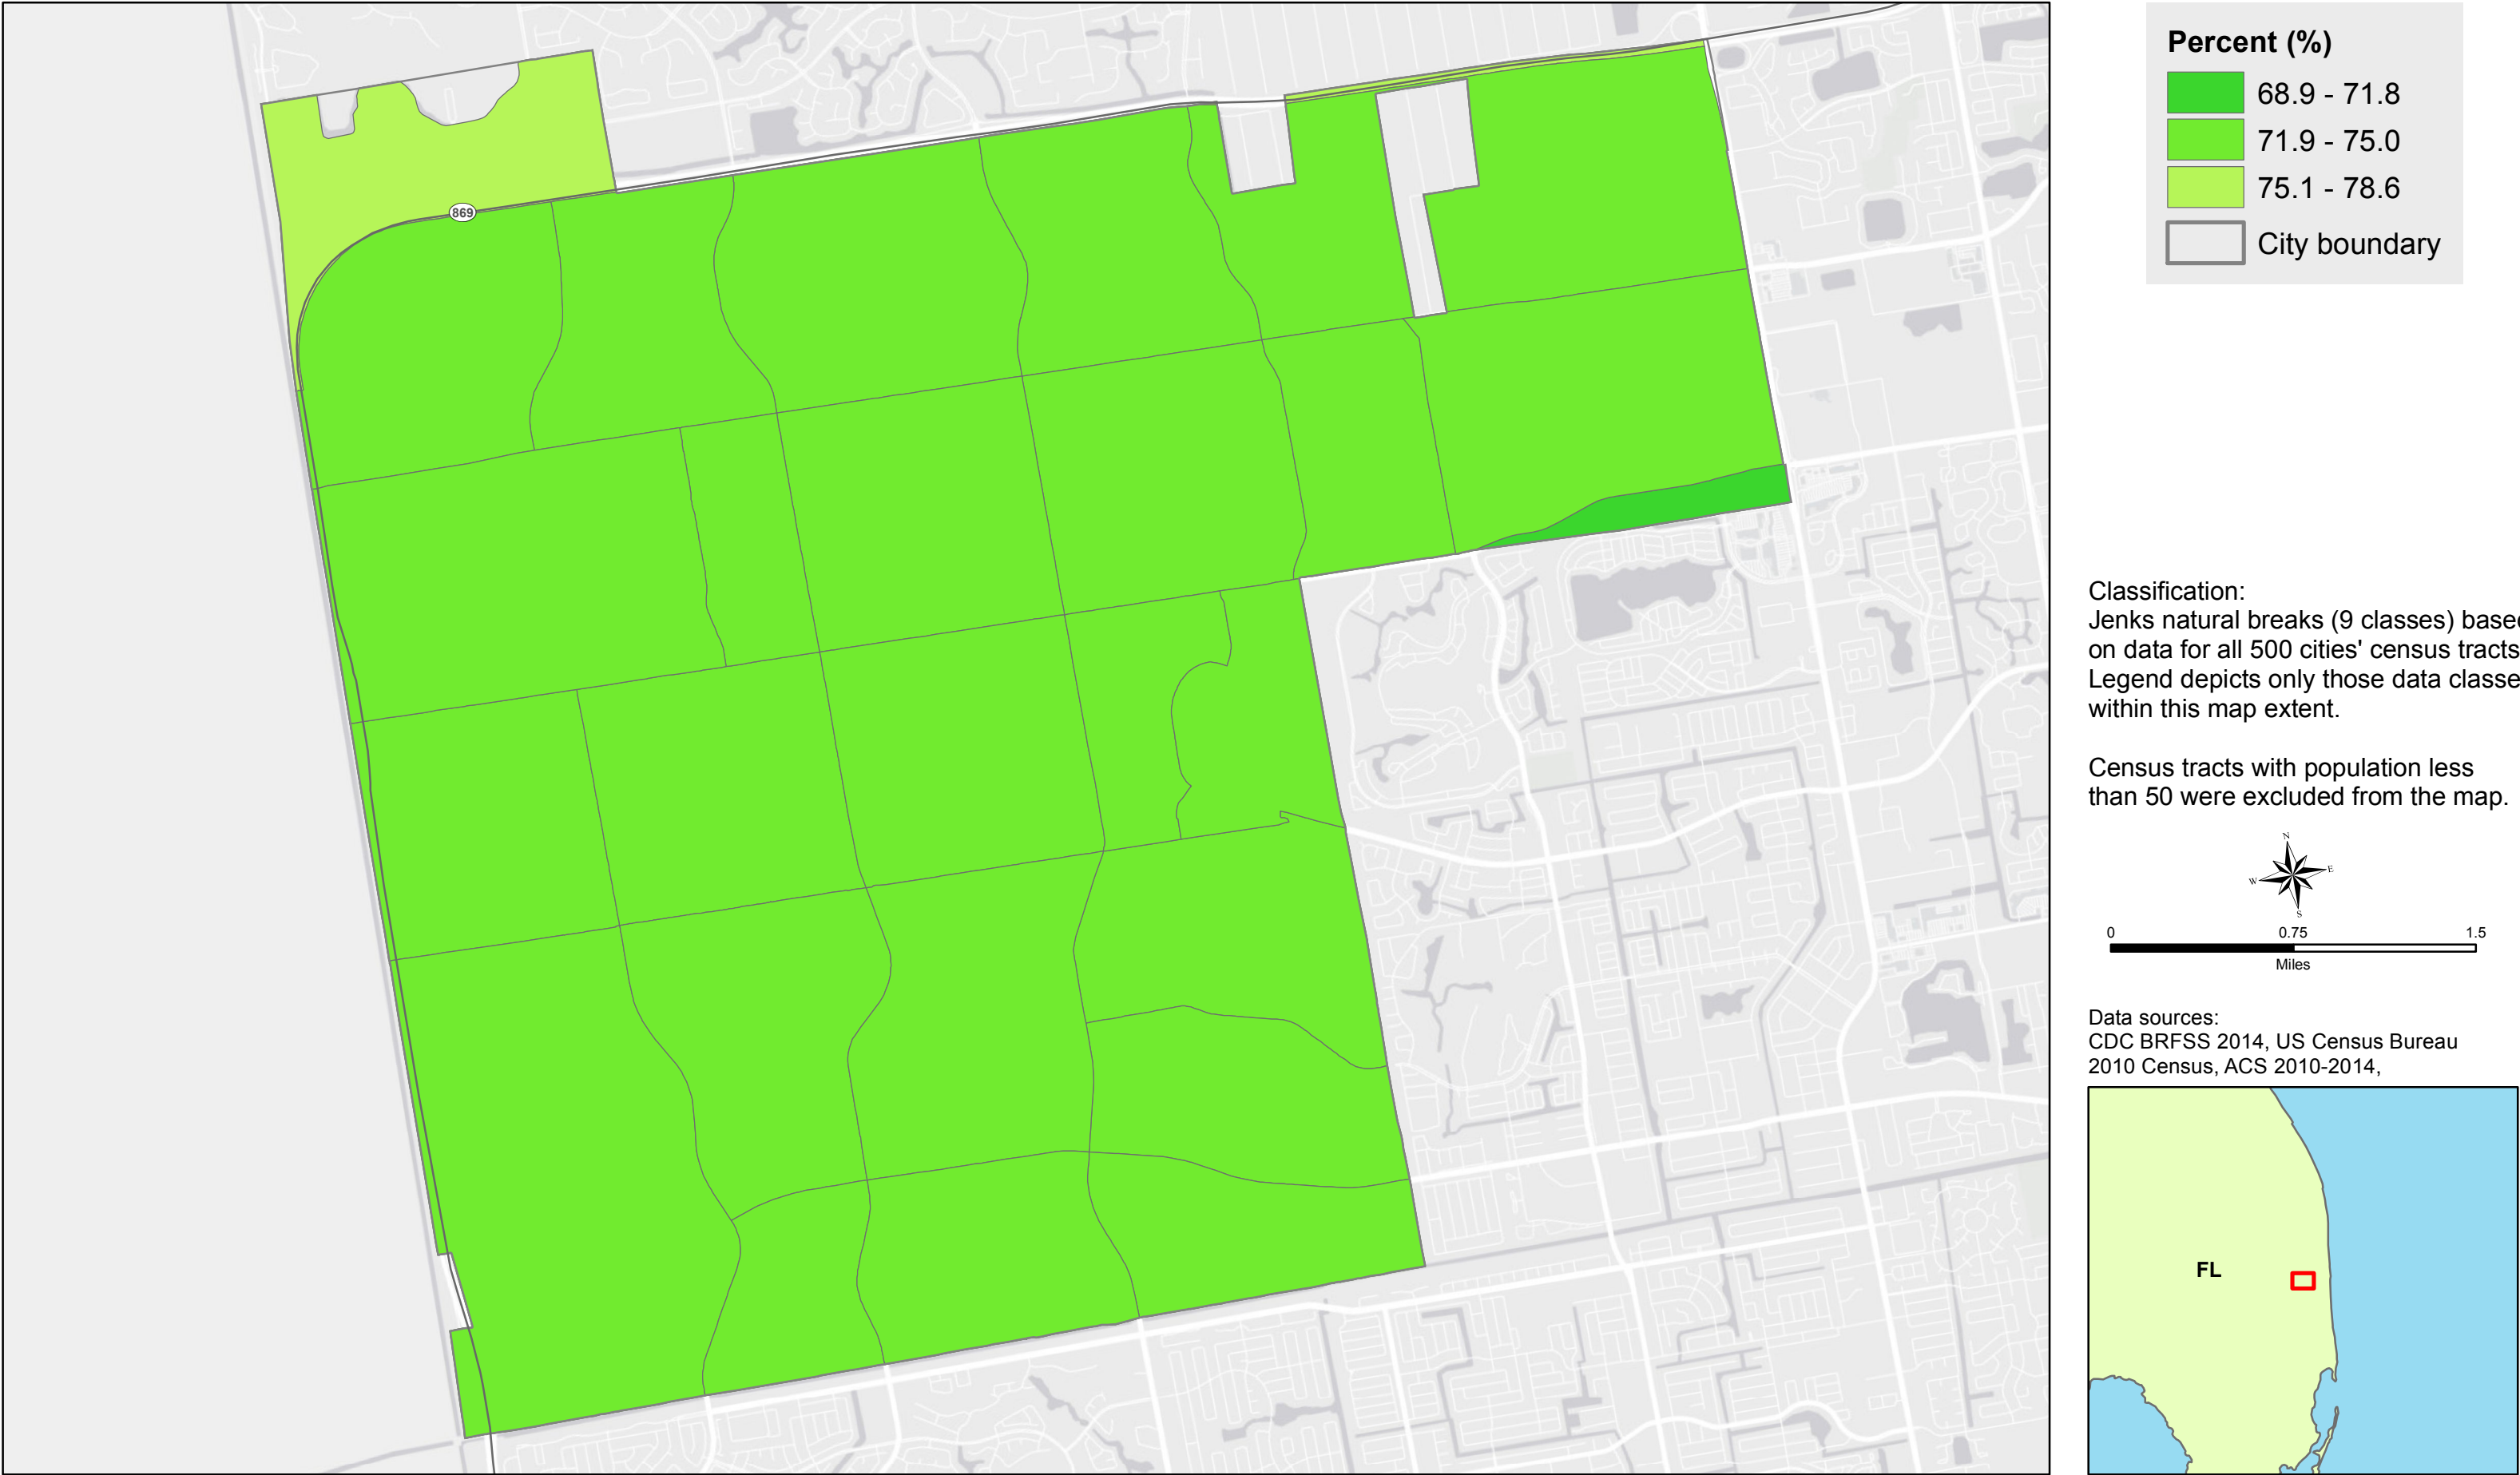 Percent (%)
68.9 - 71.8
71.9 - 75.0
75.1 - 78.6
City boundary
869
Classification:
Jenks natural breaks (9 classes) base
on data for all 500 cities' census tracts
Legend depicts only those data classe
within this map extent.
Census tracts with population less
than 50 were excluded from the map.
N
W E
S
0 0.75 1.5
Miles
Data sources:
CDC BRFSS 2014, US Census Bureau
2010 Census, ACS 2010-2014,
FL